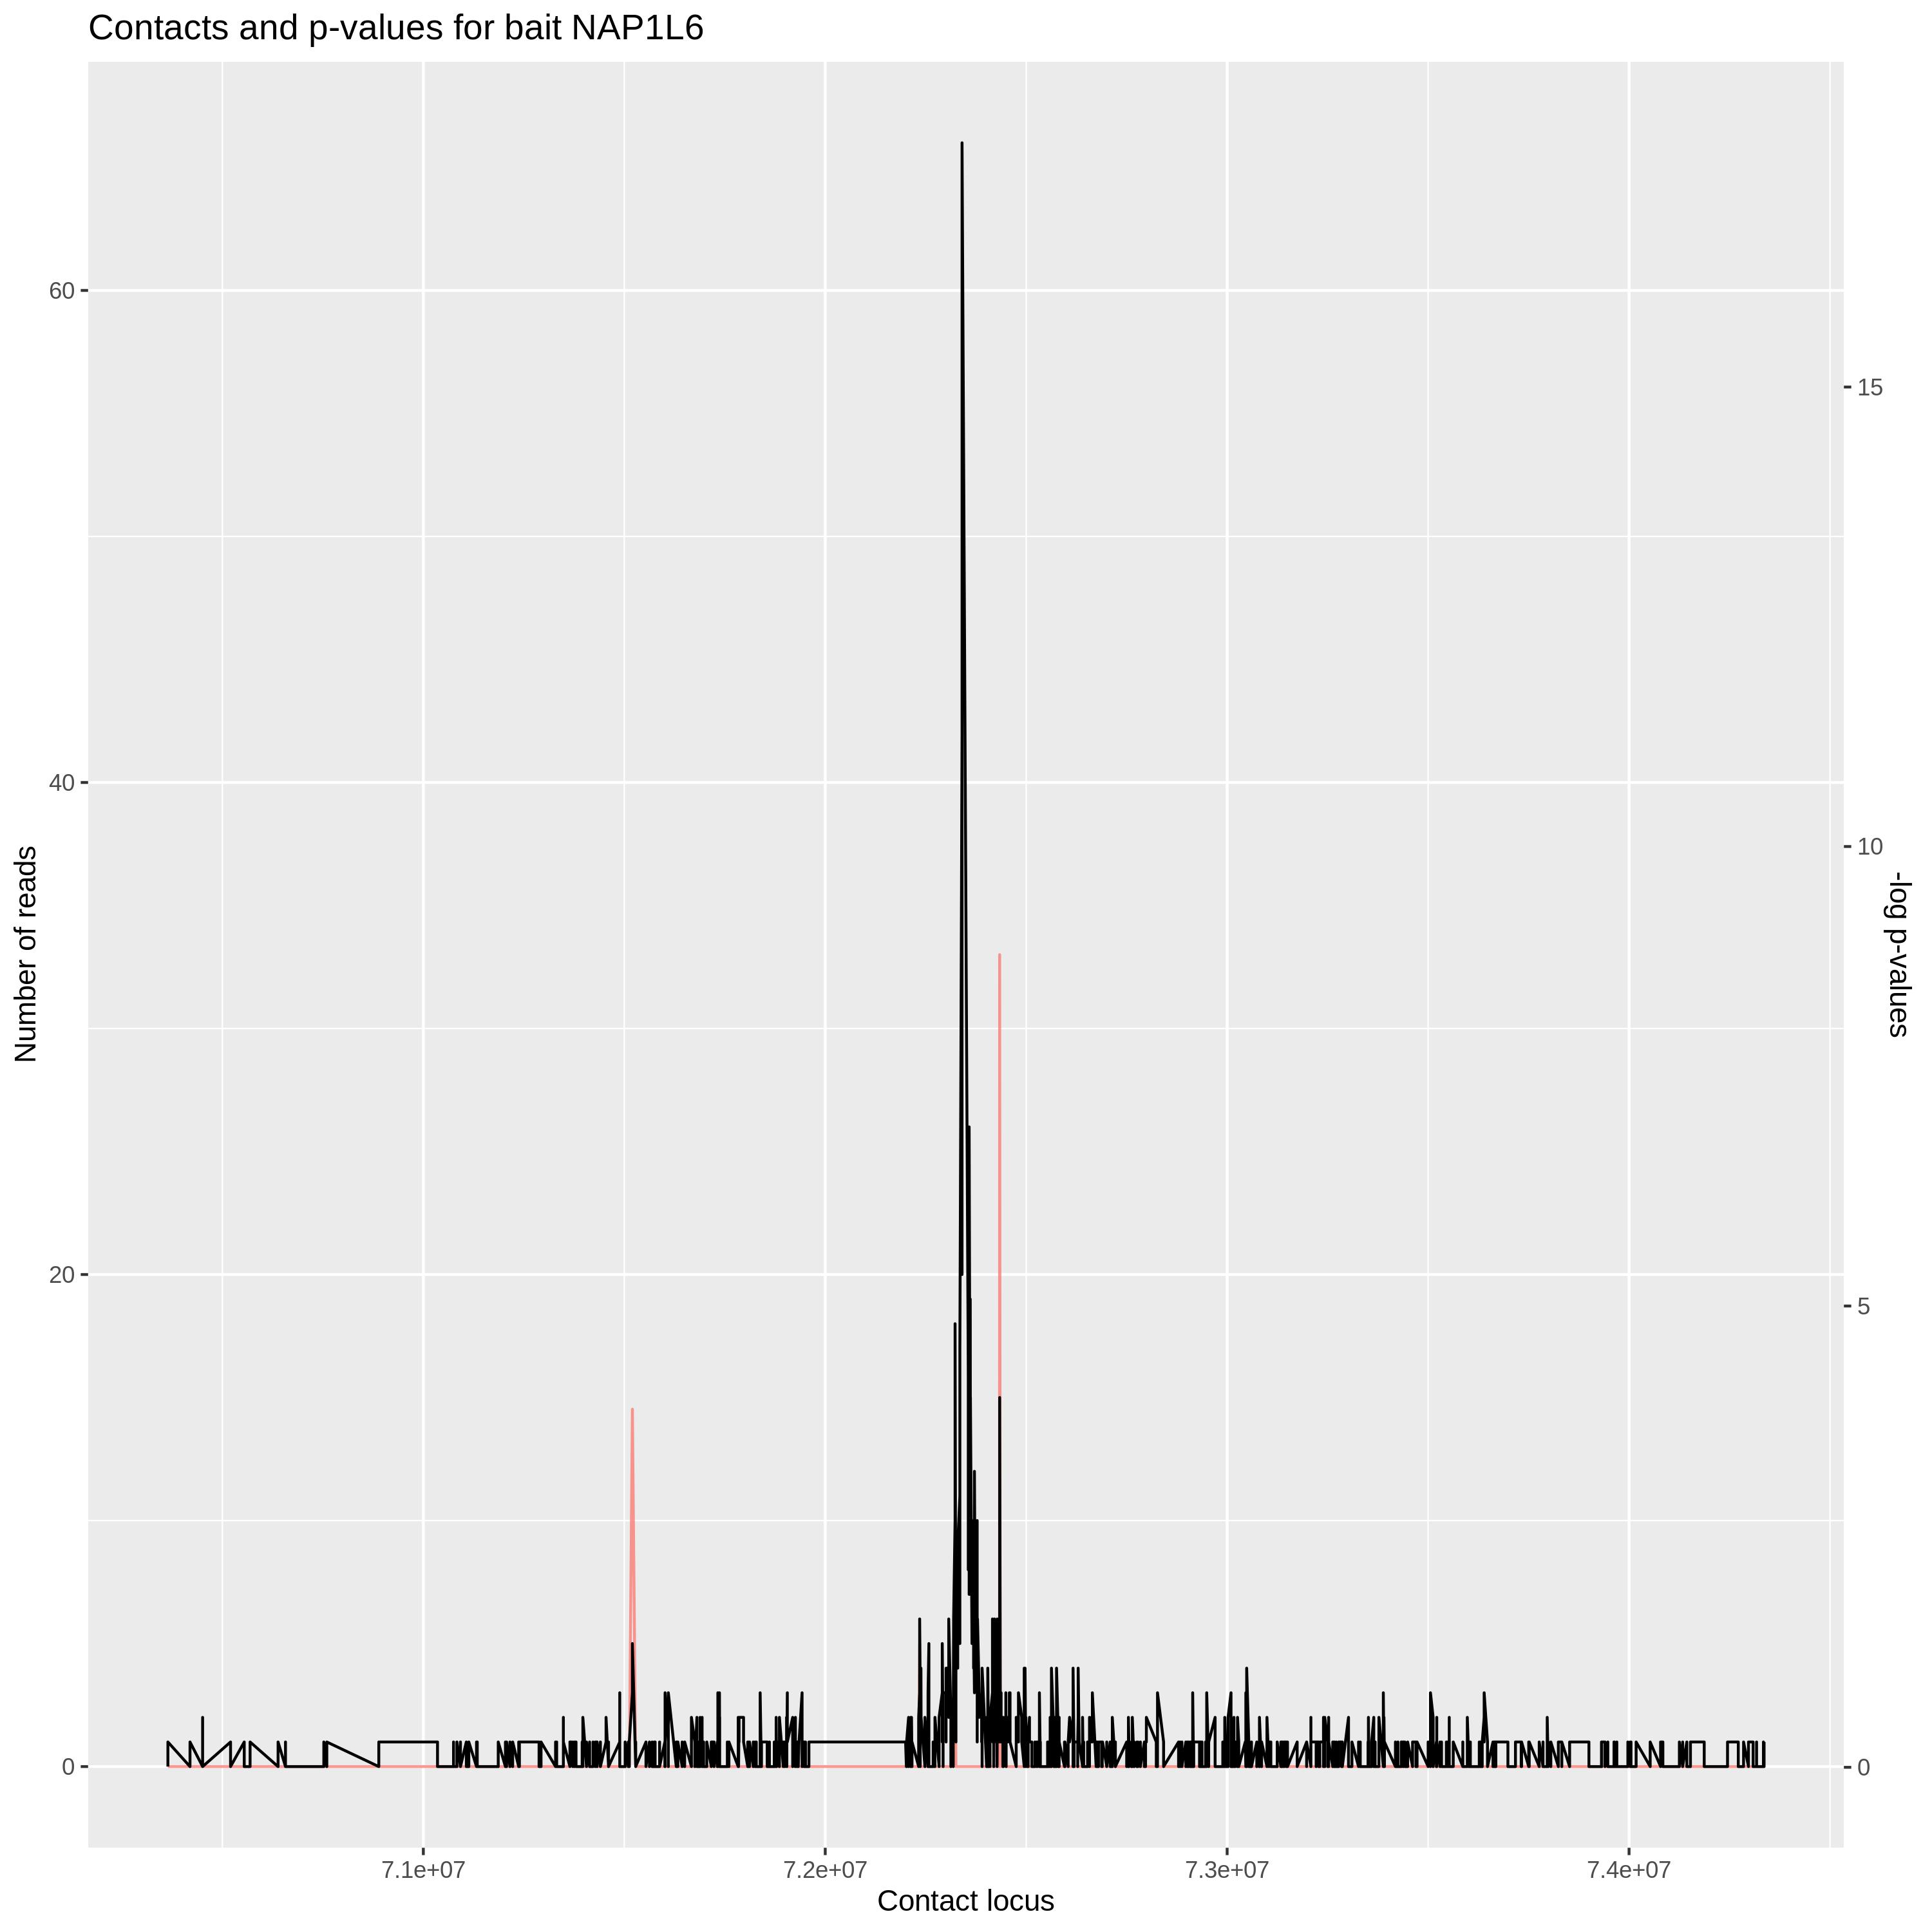 Contacts and p-values for bait NAP1L6
60
40
20
0
15
10
5
0
Number of reads
-log p-values
7.1e+07
7.2e+07
7.3e+07
7.4e+07
Contact locus